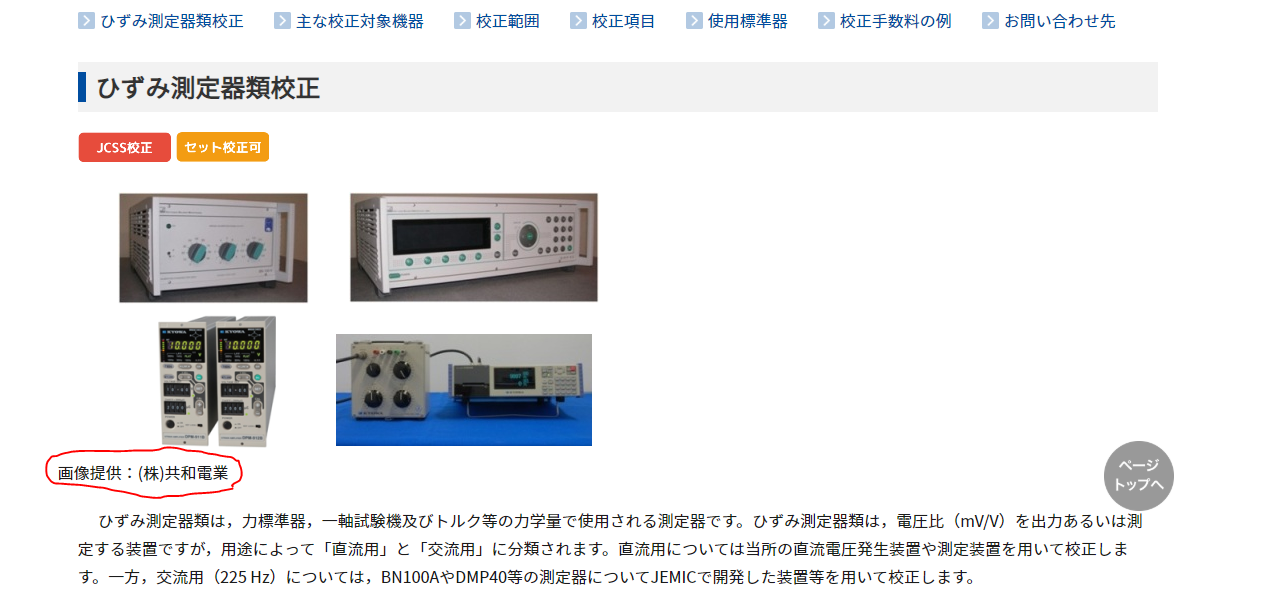 ひずみ測定器類校正 主な校正対象機器 校正範囲 校正項目 使用標準器 校正手数料の例 お問い合わせ先
ひずみ測定器類校正
JCSS校正 セット校正可
KYOWA KYOWA
10.000 10.000
画像提供：(株)共和電業
ページ
トップへ
ひずみ測定器類は，力標準器，一軸試験機及びトルク等の力学量で使用される測定器です。ひずみ測定器類は，電圧比（mV/V）を出力あるいは測
定する装置ですが，用途によって「直流用」と「交流用」に分類されます。直流用については当所の直流電圧発生装置や測定装置を用いて校正しま
す。一方，交流用（225 Hz）については，BN100AやDMP40等の測定器についてJEMICで開発した装置等を用いて校正します。